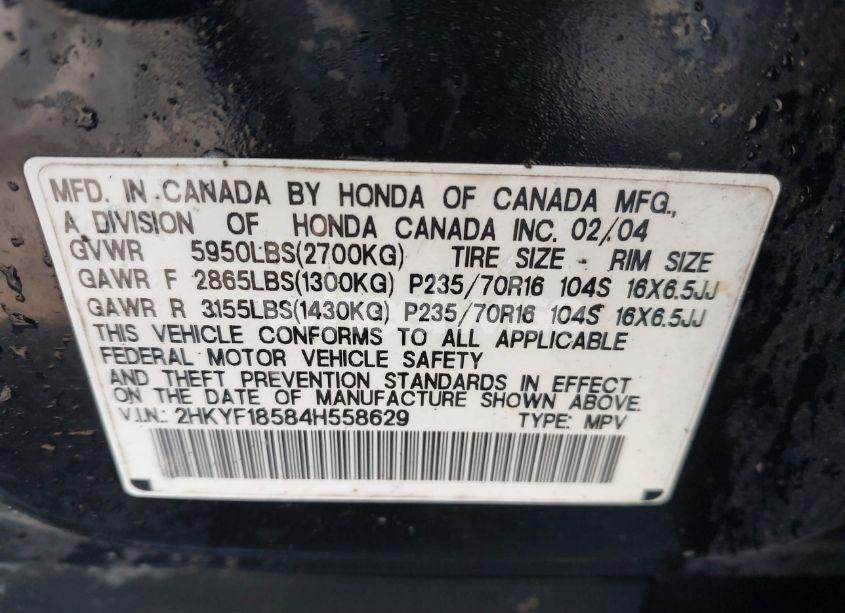 MFD. IN CANADA BY HONDA OF CANADA MFG.,
A DIVISION OF HONDA CANADA INC. 02/04
GVWR 5950LBS(2700KG) TIRE SIZE RIM SIZE
GAWR F 2865LBS(1300KG) P235/70R16 104S 16X6.5JJ
GAWR R 3155LBS(1430KG) P235/70R16 104S 16X6.5JJ
THIS VEHICLE CONFORMS TO ALL APPLICABLE
FEDERAL MOTOR VEHICLE SAFETY
AND THEFT PREVENTION STANDARDS IN EFFECT
ON THE DATE OF MANUFACTURE SHOWN ABOVE.
V.I.N.: 2HKYF18584H558629 TYPE: MPV